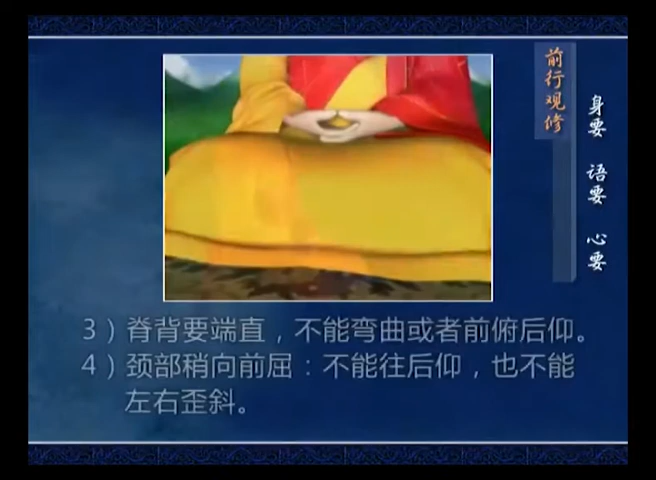 前行观修
身要 语要 心要
3）脊背要端直，不能弯曲或者前俯后仰。
4）颈部稍向前屈：不能往后仰，也不能
左右歪斜。